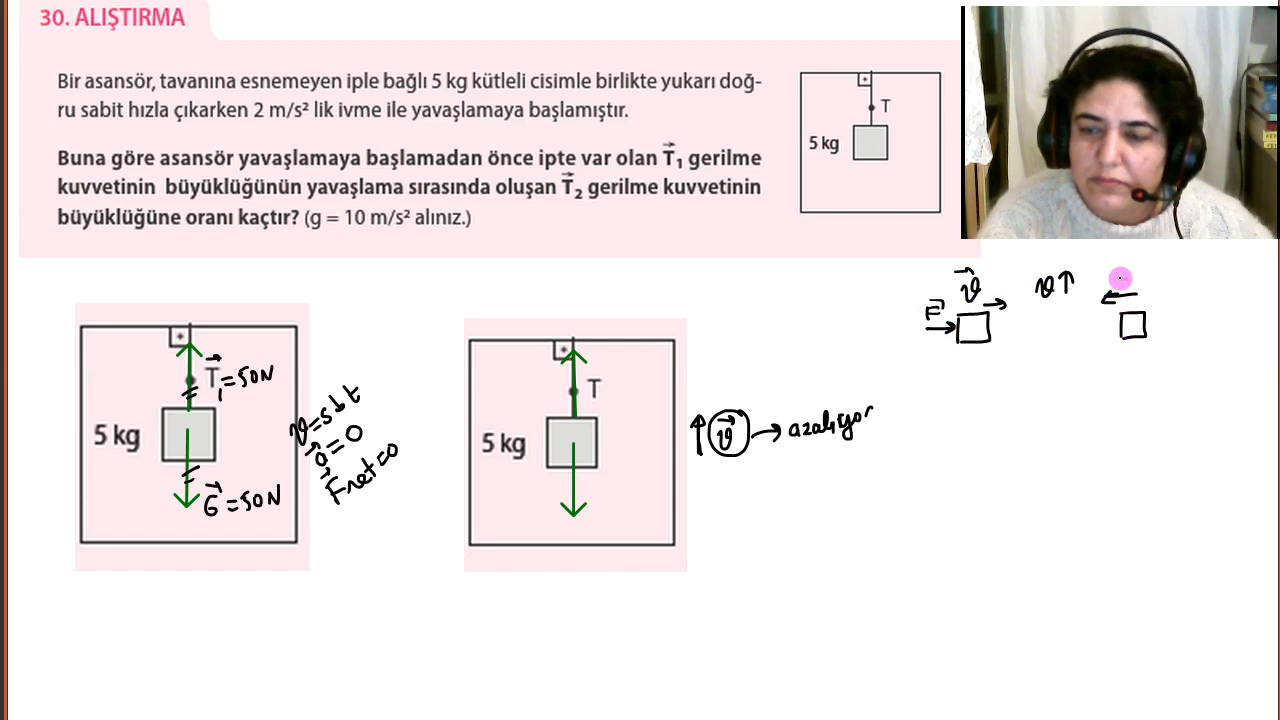 30. ALIŞTIRMA
Bir asansör, tavanına esnemeyen iple bağlı 5 kg kütleli cisimle birlikte yukarı doğ-
ru sabit hızla çıkarken 2 m/s² lik ivme ile yavaşlamaya başlamıştır.
Buna göre asansör yavaşlamaya başlamadan önce ipte var olan T⃗₁ gerilme
kuvvetinin büyüklüğünün yavaşlama sırasında oluşan T⃗₂ gerilme kuvvetinin
büyüklüğüne oranı kaçtır? (g = 10 m/s² alınız.)
T
5 kg
T⃗₁=50N
5 kg
G⃗=50N
ϑ=sbt
a⃗=0
F⃗net=0
T
5 kg
ϑ⃗ → azalıyor
ϑ⃗
ϑ↑
F⃗